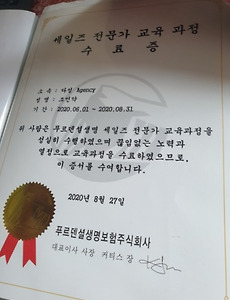 세일즈 전문가 교육 과정
수 료 증
소 속 : 다임 Agency
성 명 : 조선약
기 간 : 2020.06.01 ~ 2020.08.31
위 사람은 푸르덴셜생명 세일즈 전문가 교육과정을
성실히 수행하였으며 끊임없는 노력과
열정으로 교육과정을 수료하였으므로,
이 증서를 수여합니다.
2020년 8월 27일
푸르덴셜생명보험주식회사
대표이사 사장 커티스 장